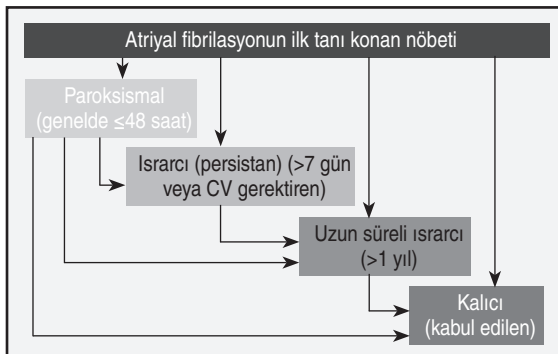 Atriyal fibrilasyonun ilk tanı konan nöbeti
Paroksismal
(genelde ≤48 saat)
Israrcı (persistan) (>7 gün
veya CV gerektiren)
Uzun süreli ısrarcı
(>1 yıl)
Kalıcı
(kabul edilen)